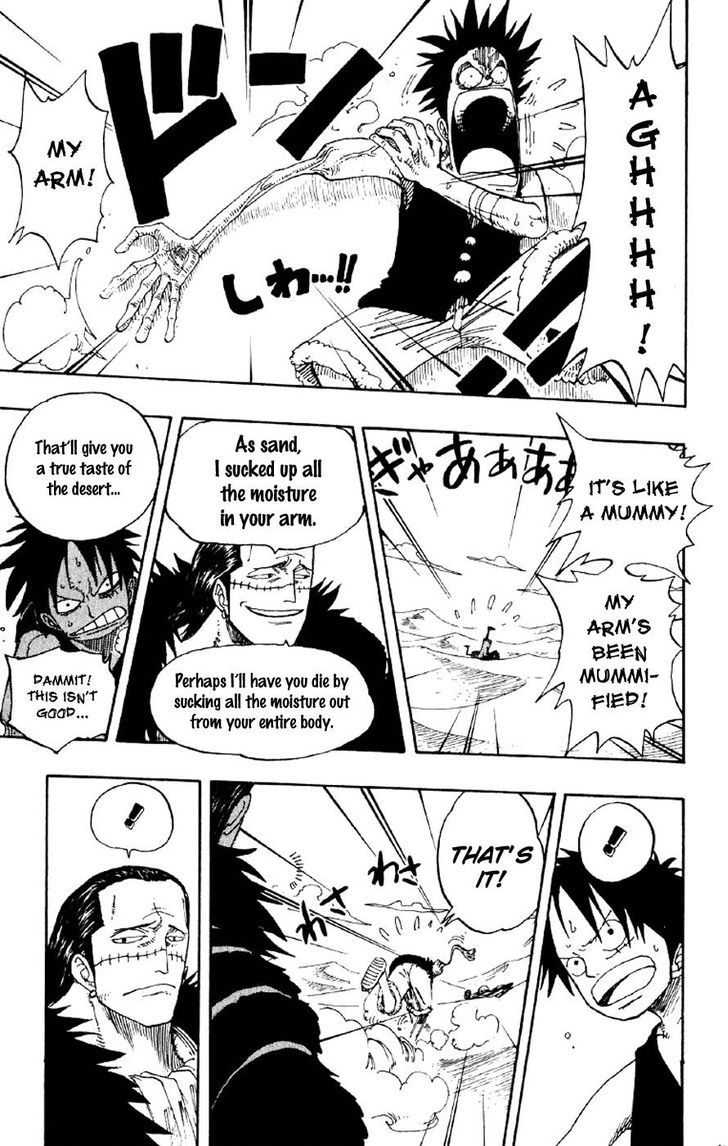 A
G
H
H
H
H
!
ドン
MY
ARM!
しわ…!!
IT'S LIKE
A MUMMY!
MY
ARM'S
BEEN
MUMMI-
FIED!
ぎゃあああああ
As sand,
I sucked up all
the moisture
in your arm.
Perhaps I'll have you die by
sucking all the moisture out
from your entire body.
That'll give you
a true taste of
the desert...
DAMMIT!
THIS ISN'T
GOOD...
!
THAT'S
IT!
わさ
わさ
!